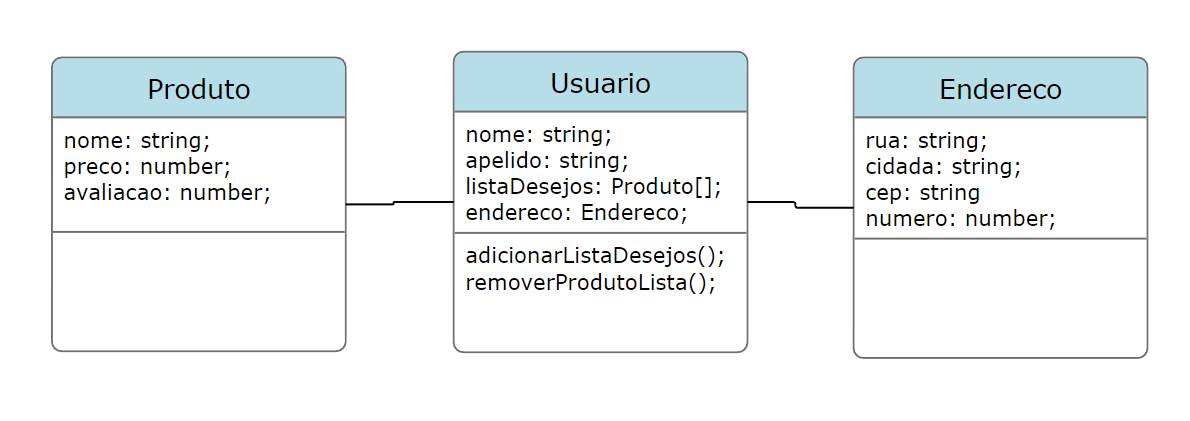 Produto
nome: string;
preco: number;
avaliacao: number;
Usuario
nome: string;
apelido: string;
listaDesejos: Produto[];
endereco: Endereco;
adicionarListaDesejos();
removerProdutoLista();
Endereco
rua: string;
cidada: string;
cep: string
numero: number;